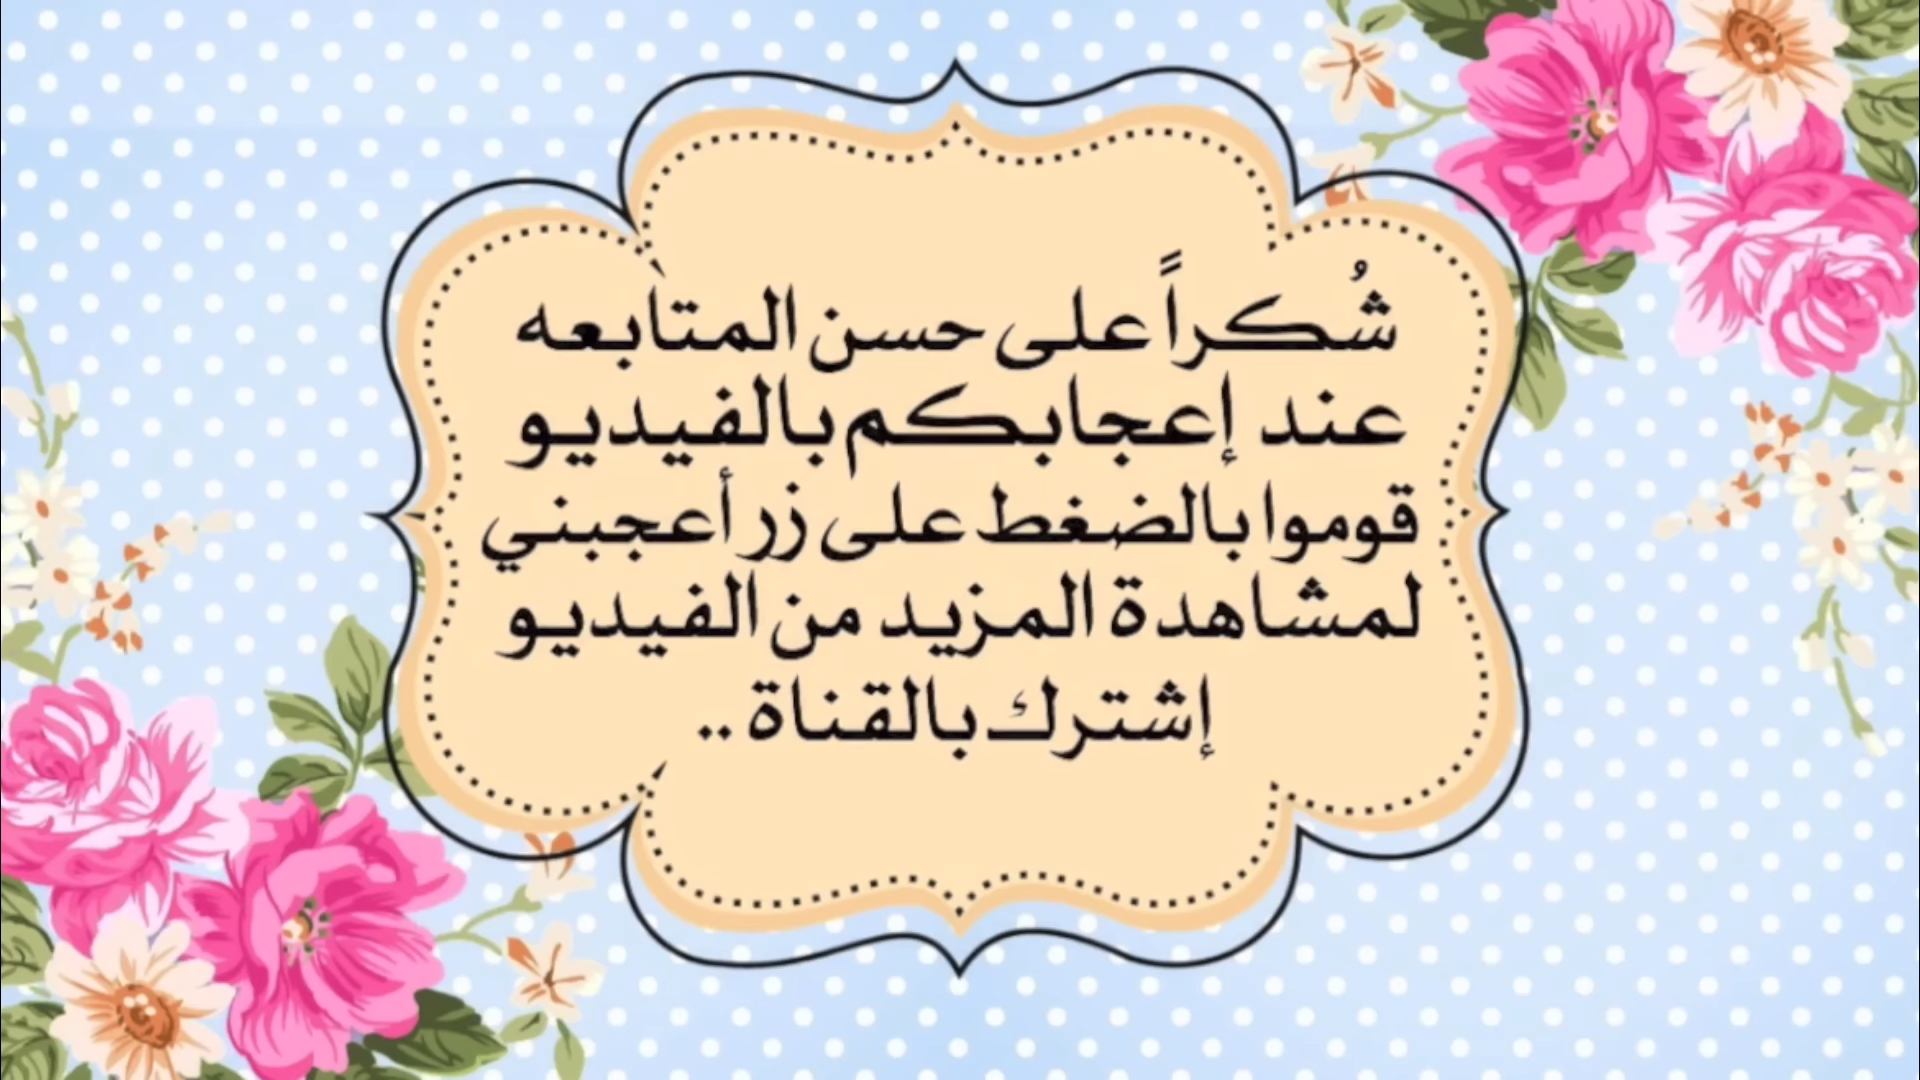 شُكراً على حسن المتابعه
عند إعجابكم بالفيديو
قوموا بالضغط على زر أعجبني
لمشاهدة المزيد من الفيديو
إشترك بالقناة ..